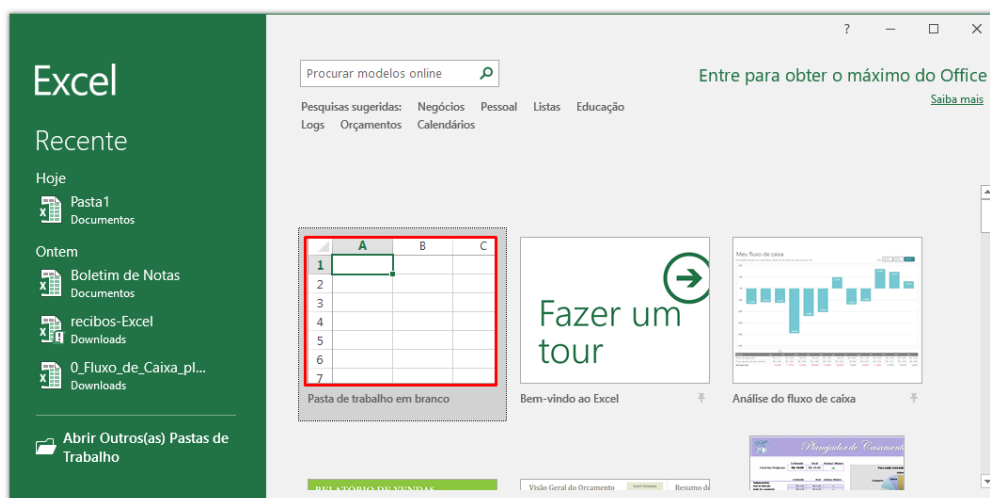 ?
Excel
Recente
Hoje
Pasta1
Documentos
Ontem
Boletim de Notas
Documentos
recibos-Excel
Downloads
0_Fluxo_de_Caixa_pl...
Downloads
Abrir Outros(as) Pastas de
Trabalho
Procurar modelos online
Entre para obter o máximo do Office
Saiba mais
Pesquisas sugeridas: Negócios Pessoal Listas Educação
Logs Orçamentos Calendários
A B C
1
2
3
4
5
6
7
Pasta de trabalho em branco
Fazer um
tour
Bem-vindo ao Excel
Meu fluxo de caixa
Análise do fluxo de caixa
RELATÓRIO DE VENDAS
Visão Geral do Orçamento
Resumo d
Planejador de Casament